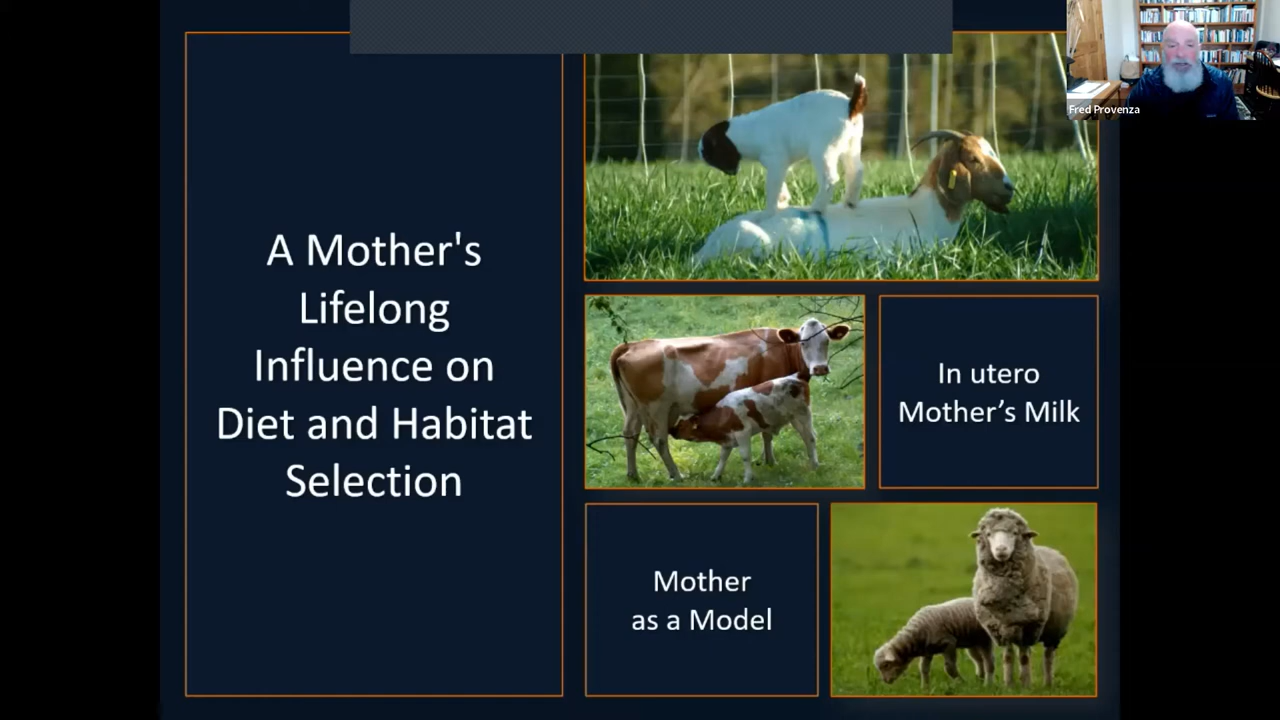 Fred Provenza
A Mother's
Lifelong
Influence on
Diet and Habitat
Selection
In utero
Mother’s Milk
Mother
as a Model